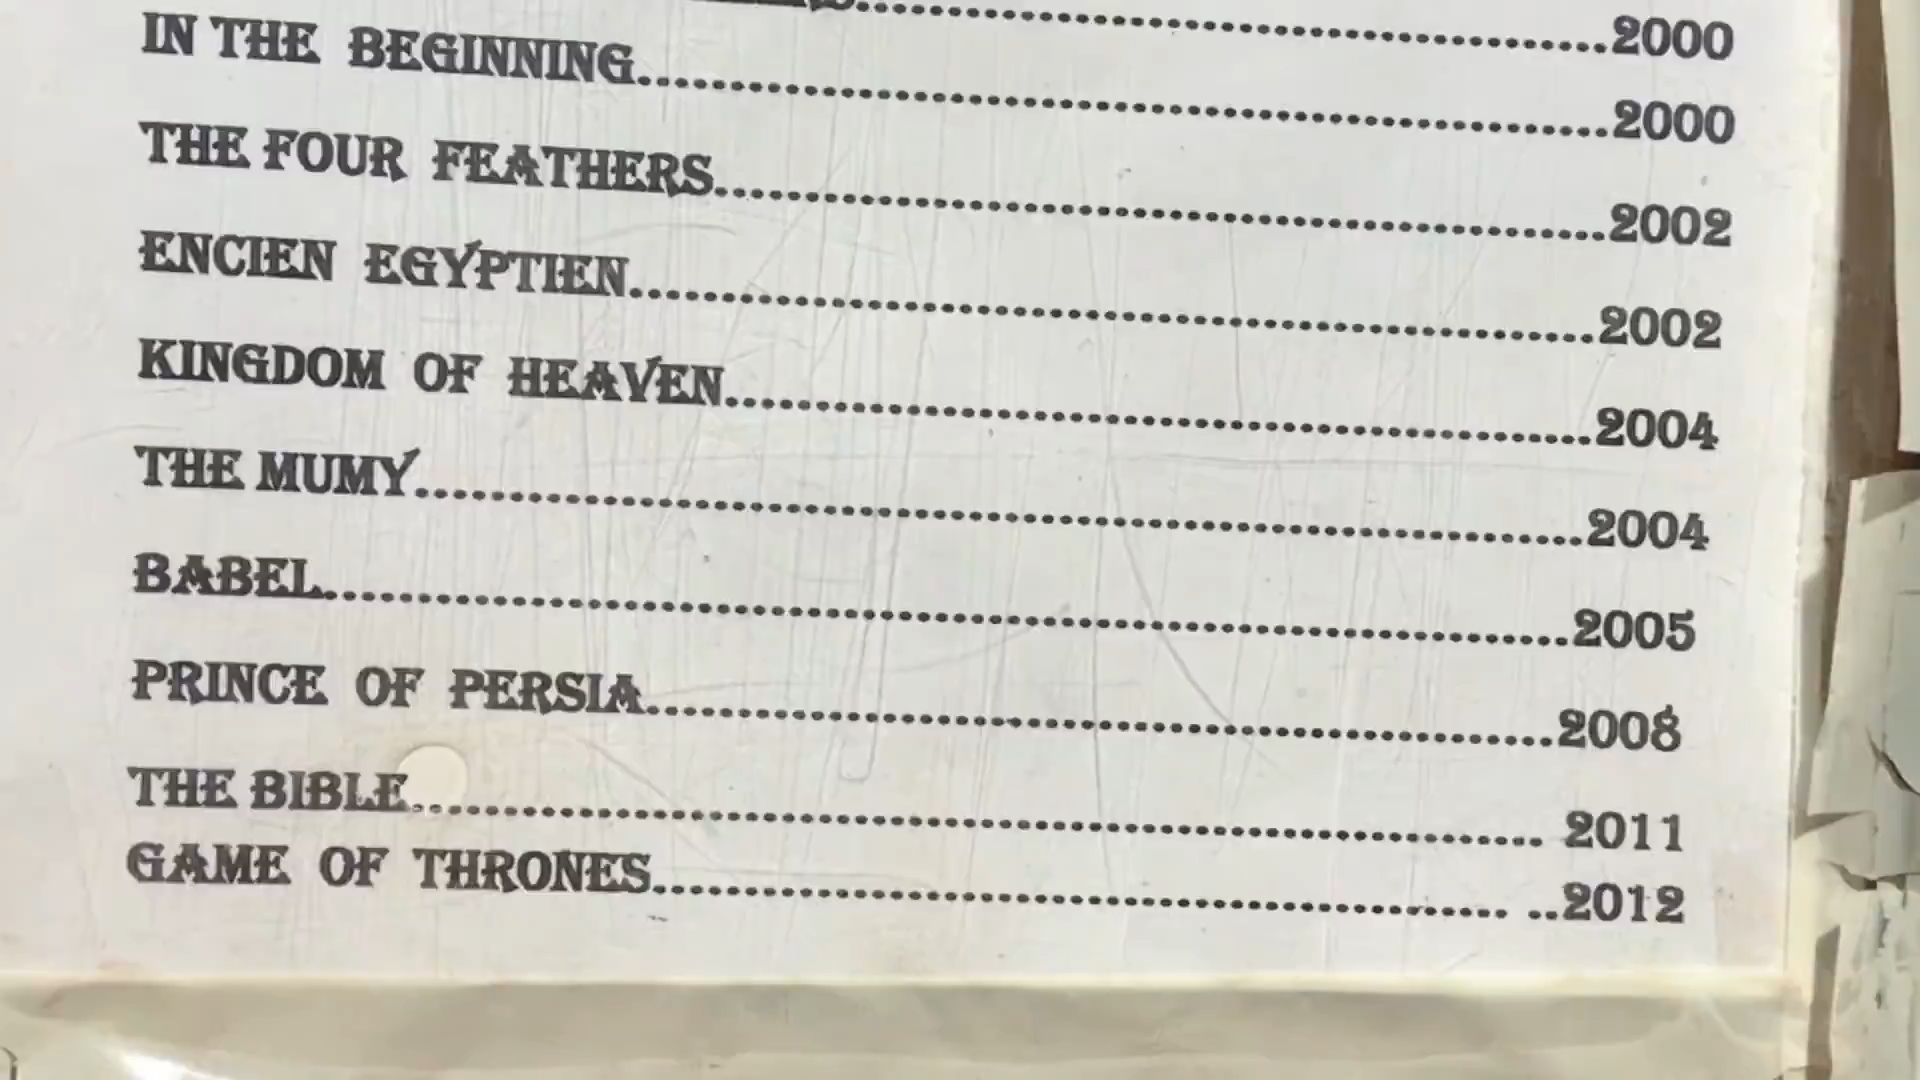 2000
IN THE BEGINNING..........2000
THE FOUR FEATHERS..........2002
ENCIEN EGYPTIEN..........2002
KINGDOM OF HEAVEN..........2004
THE MUMY..........2004
BABEL..........2005
PRINCE OF PERSIA..........2008
THE BIBLE.......... 2011
GAME OF THRONES.......... ..2012